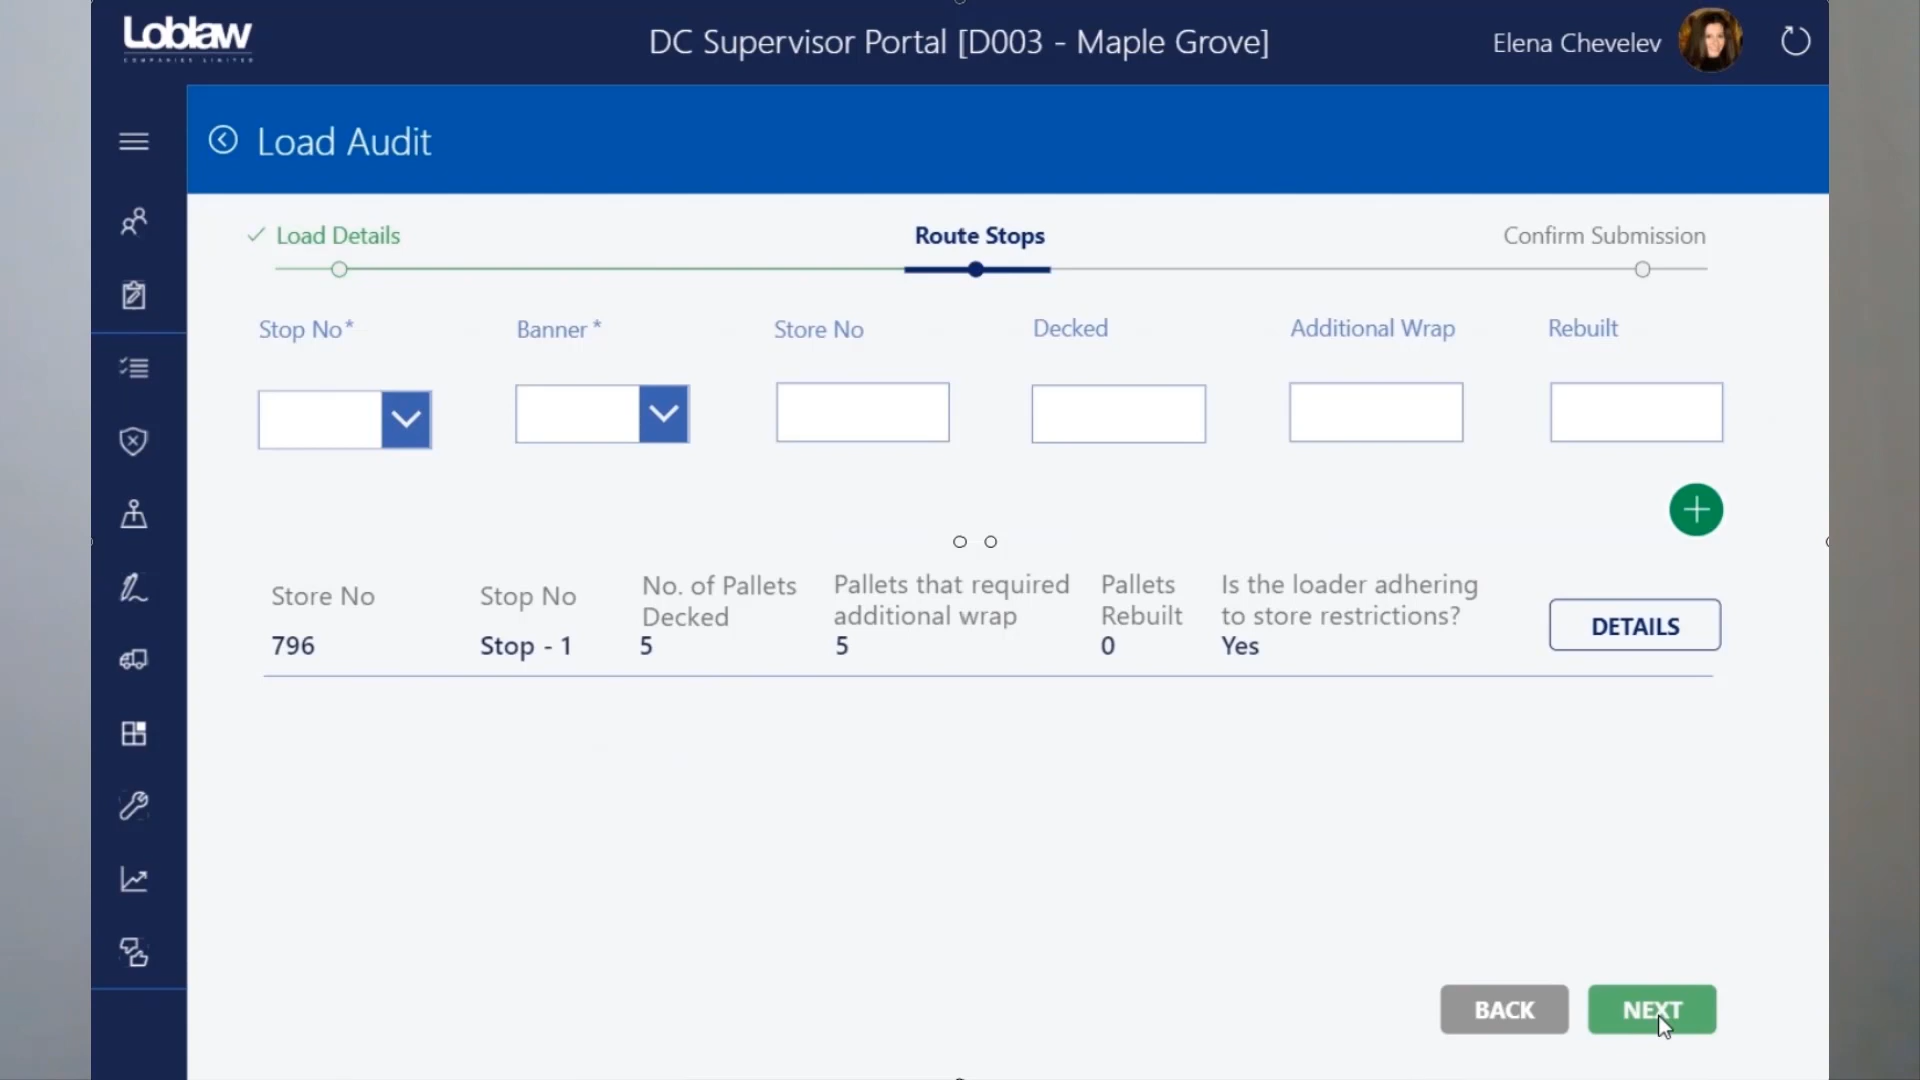 Loblaw
COMPANIES LIMITED
DC Supervisor Portal [D003 - Maple Grove]
Elena Chevelev
Load Audit
Load Details
Route Stops
Confirm Submission
Stop No* Banner* Store No Decked Additional Wrap Rebuilt
Store No Stop No No. of Pallets Decked Pallets that required additional wrap Pallets Rebuilt Is the loader adhering to store restrictions?
796 Stop - 1 5 5 0 Yes
DETAILS
BACK NEXT